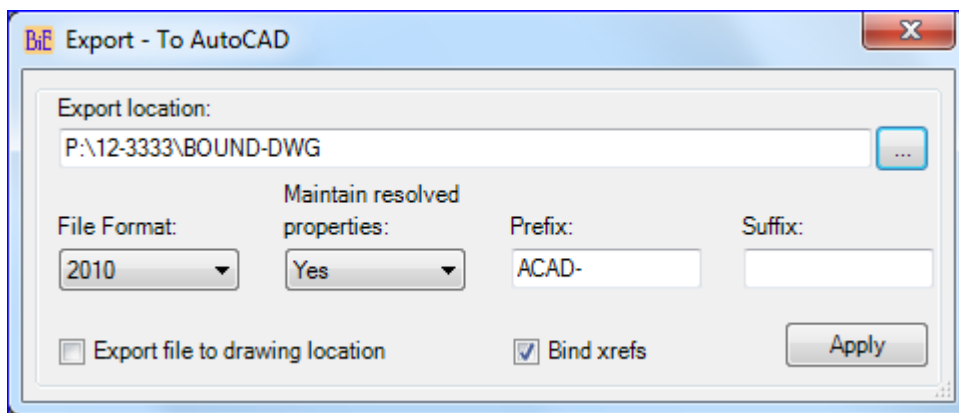 BiE Export - To AutoCAD
Export location:
P:\12-3333\BOUND-DWG
...
Maintain resolved
File Format: properties: Prefix: Suffix:
2010 Yes ACAD-
Export file to drawing location Bind xrefs Apply